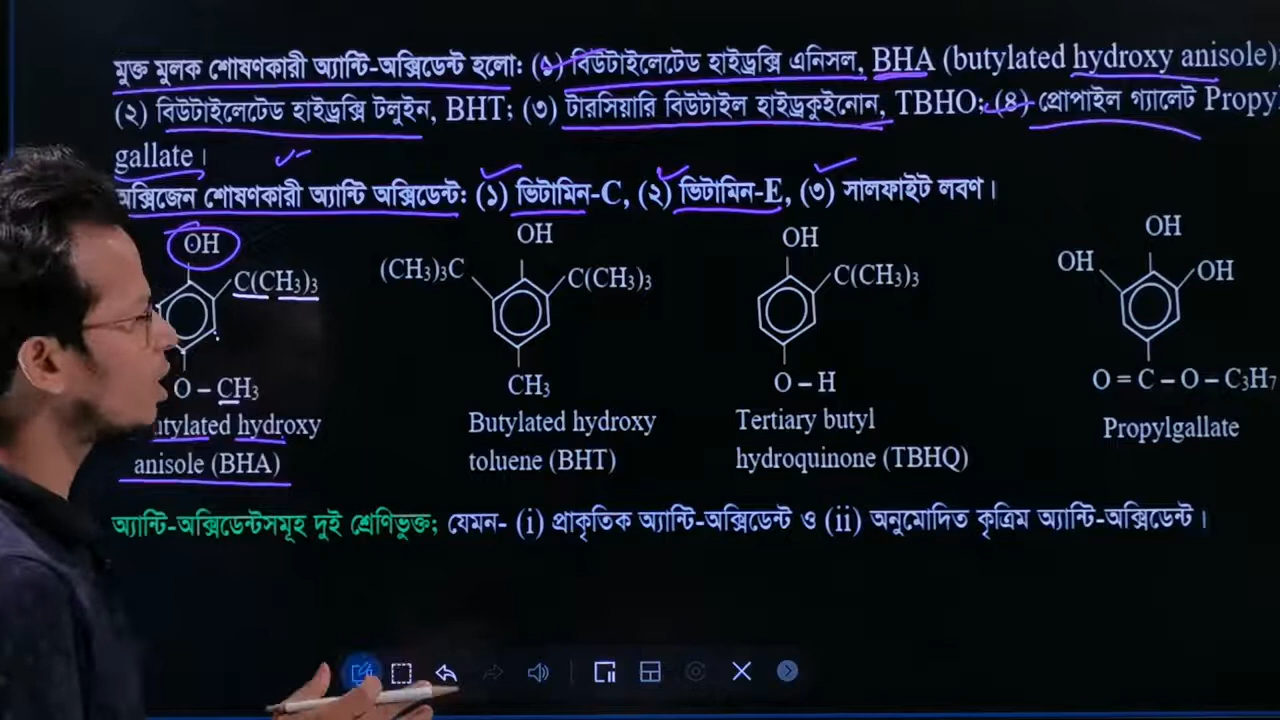 মুক্ত মূলক শোষণকারী অ্যান্টি-অক্সিডেন্ট হলো: (১) বিউটাইলেটেড হাইড্রক্সি এনিসল, BHA (butylated hydroxy anisole)
(২) বিউটাইলেটেড হাইড্রক্সি টলুইন, BHT; (৩) টারসিয়ারি বিউটাইল হাইড্রকুইনোন, TBHO; (৪) প্রোপাইল গ্যালেট Propy
gallate।
অক্সিজেন শোষণকারী অ্যান্টি অক্সিডেন্ট: (১) ভিটামিন-C, (২) ভিটামিন-E, (৩) সালফাইট লবণ।
OH
C(CH₃)₃
O – CH₃
utylated hydroxy
anisole (BHA)
OH
(CH₃)₃C
C(CH₃)₃
CH₃
Butylated hydroxy
toluene (BHT)
OH
C(CH₃)₃
O – H
Tertiary butyl
hydroquinone (TBHQ)
OH
OH
OH
O = C – O – C₃H₇
Propylgallate
অ্যান্টি-অক্সিডেন্টসমূহ দুই শ্রেণিভুক্ত; যেমন- (i) প্রাকৃতিক অ্যান্টি-অক্সিডেন্ট ও (ii) অনুমোদিত কৃত্রিম অ্যান্টি-অক্সিডেন্ট।